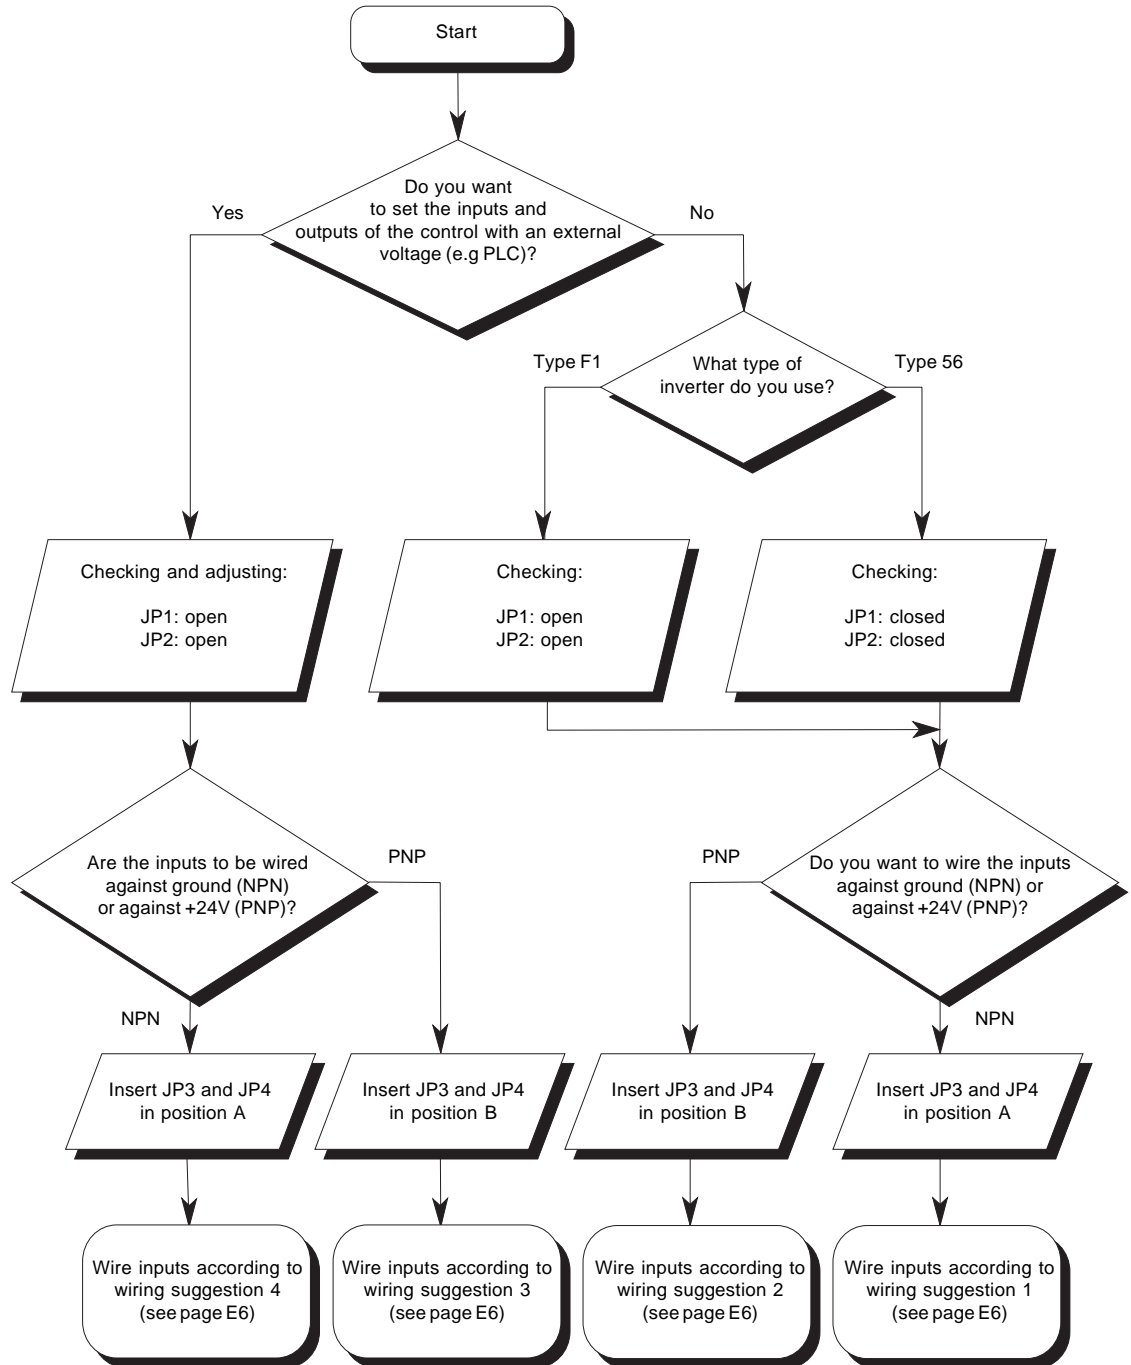 Start
Do you want
to set the inputs and
outputs of the control with an external
voltage (e.g PLC)?
Yes
No
What type of
inverter do you use?
Type F1
Type 56
Checking and adjusting:
JP1: open
JP2: open
Checking:
JP1: open
JP2: open
Checking:
JP1: closed
JP2: closed
Are the inputs to be wired
against ground (NPN)
or against +24V (PNP)?
PNP
NPN
PNP
Do you want to wire the inputs
against ground (NPN) or
against +24V (PNP)?
NPN
Insert JP3 and JP4
in position A
Insert JP3 and JP4
in position B
Insert JP3 and JP4
in position B
Insert JP3 and JP4
in position A
Wire inputs according to
wiring suggestion 4
(see page E6)
Wire inputs according to
wiring suggestion 3
(see page E6)
Wire inputs according to
wiring suggestion 2
(see page E6)
Wire inputs according to
wiring suggestion 1
(see page E6)